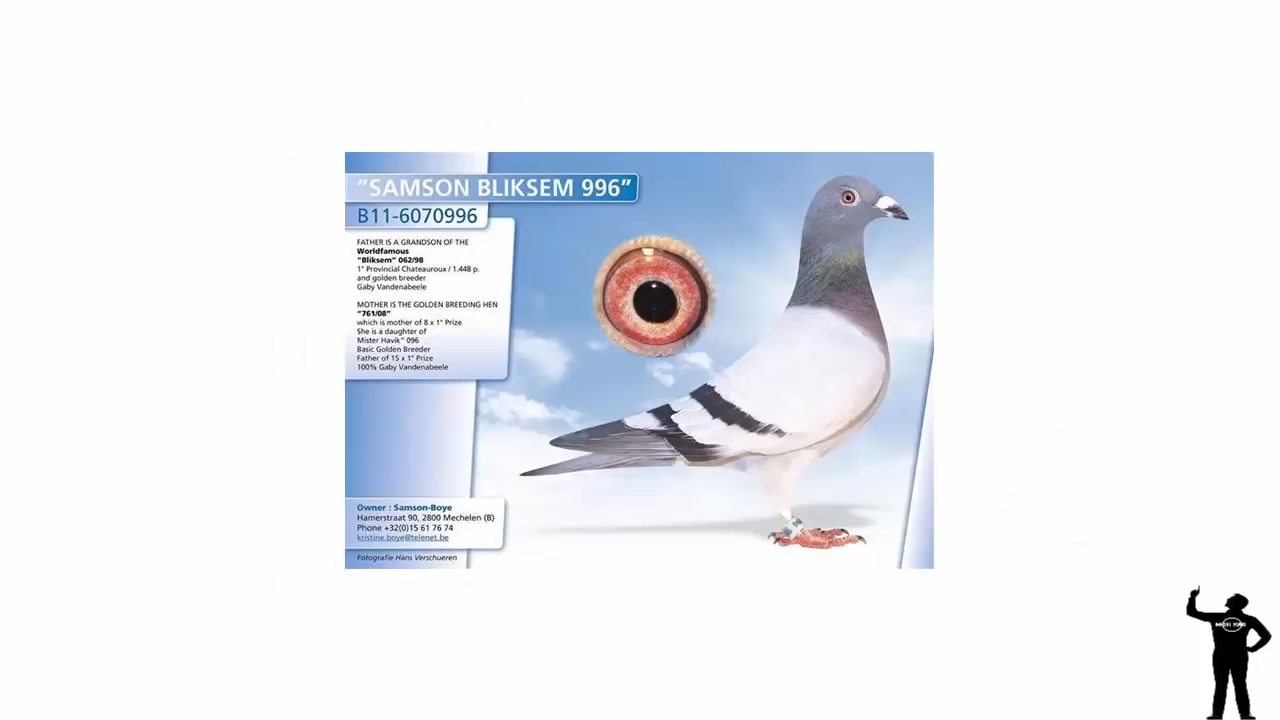 "SAMSON BLIKSEM 996"
B11-6070996
FATHER IS A GRANDSON OF THE
Worldfamous
"Bliksem" 062/98
1° Provincial Chateauroux / 1.448 p.
and golden breeder
Gaby Vandenabeele
MOTHER IS THE GOLDEN BREEDING HEN
"761/08"
which is mother of 8 x 1° Prize
She is a daughter of
Mister Havik" 096
Basic Golden Breeder
Father of 15 x 1° Prize
100% Gaby Vandenabeele
Owner : Samson-Boye
Hamerstraat 90, 2800 Mechelen (B)
Phone +32(0)15 61 76 74
kristine.boye@telenet.be
Fotografie Hans Verschueren